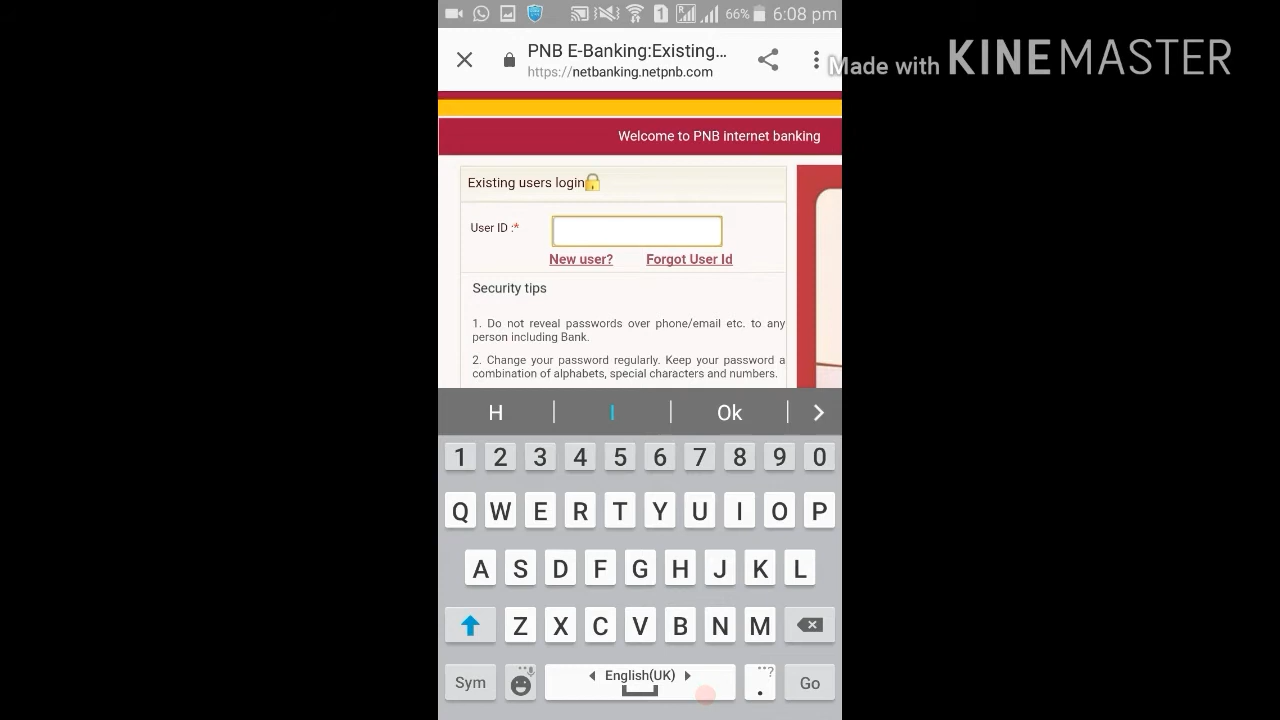 66% 6:08 pm
PNB E-Banking:Existing...
https://netbanking.netpnb.com
Made with KINEMASTER
Welcome to PNB internet banking
Existing users login
User ID :*
New user? Forgot User Id
Security tips
1. Do not reveal passwords over phone/email etc. to any
person including Bank.
2. Change your password regularly. Keep your password a
combination of alphabets, special characters and numbers.
H | I | Ok
1 2 3 4 5 6 7 8 9 0
Q W E R T Y U I O P
A S D F G H J K L
Z X C V B N M
Sym English(UK) . ...? Go